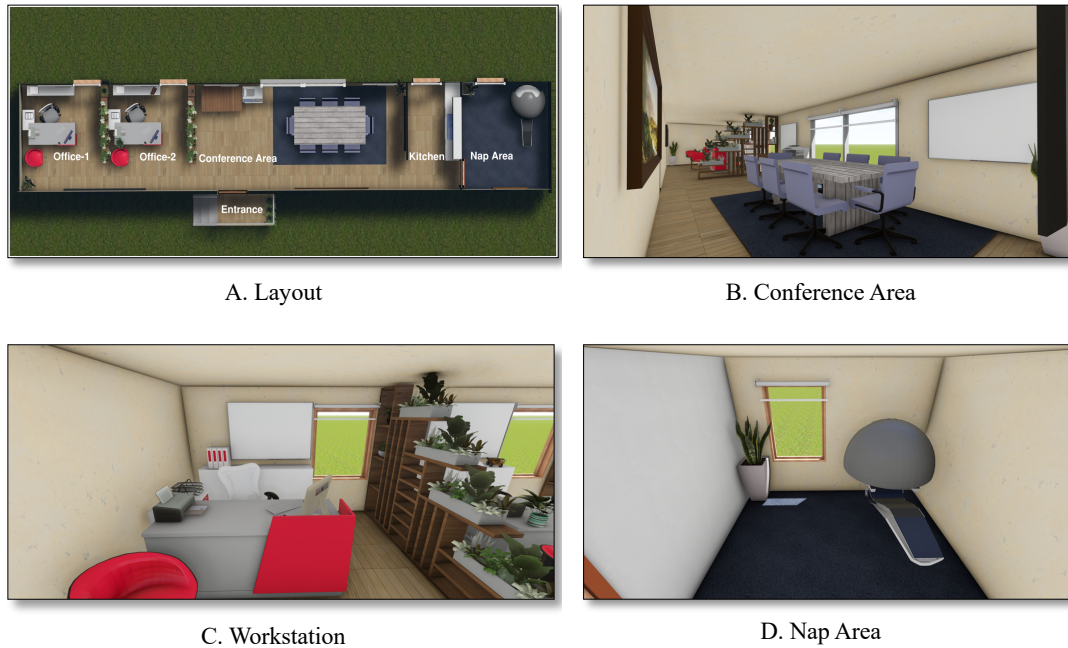 Office-1
Office-2
Conference Area
Kitchen
Nap Area
Entrance
A. Layout
B. Conference Area
C. Workstation
D. Nap Area